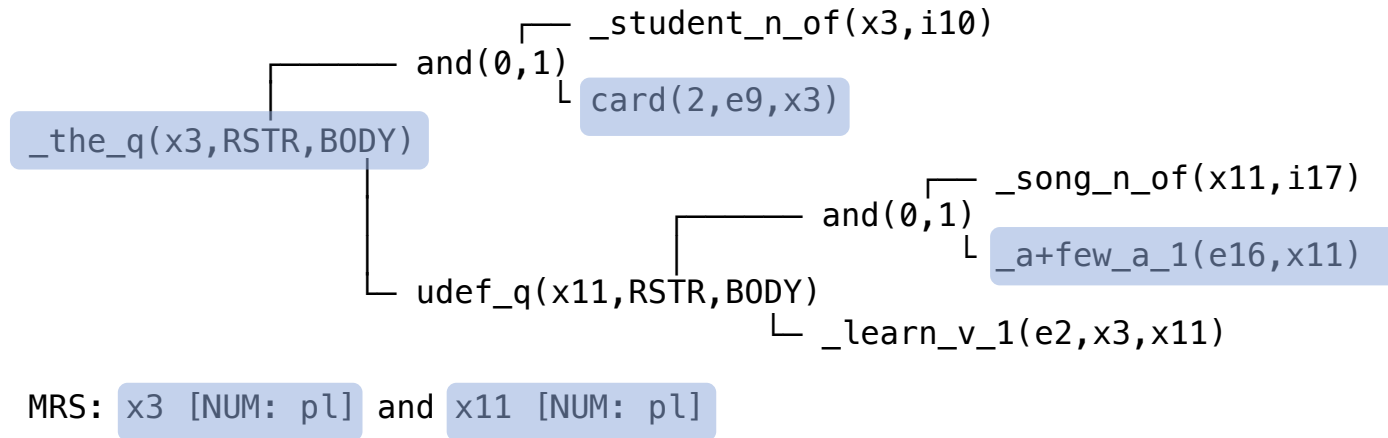 _student_n_of(x3,i10)
and(0,1)
card(2,e9,x3)
_the_q(x3,RSTR,BODY)
_song_n_of(x11,i17)
and(0,1)
_a+few_a_1(e16,x11)
udef_q(x11,RSTR,BODY)
_learn_v_1(e2,x3,x11)
MRS: x3 [NUM: pl] and x11 [NUM: pl]